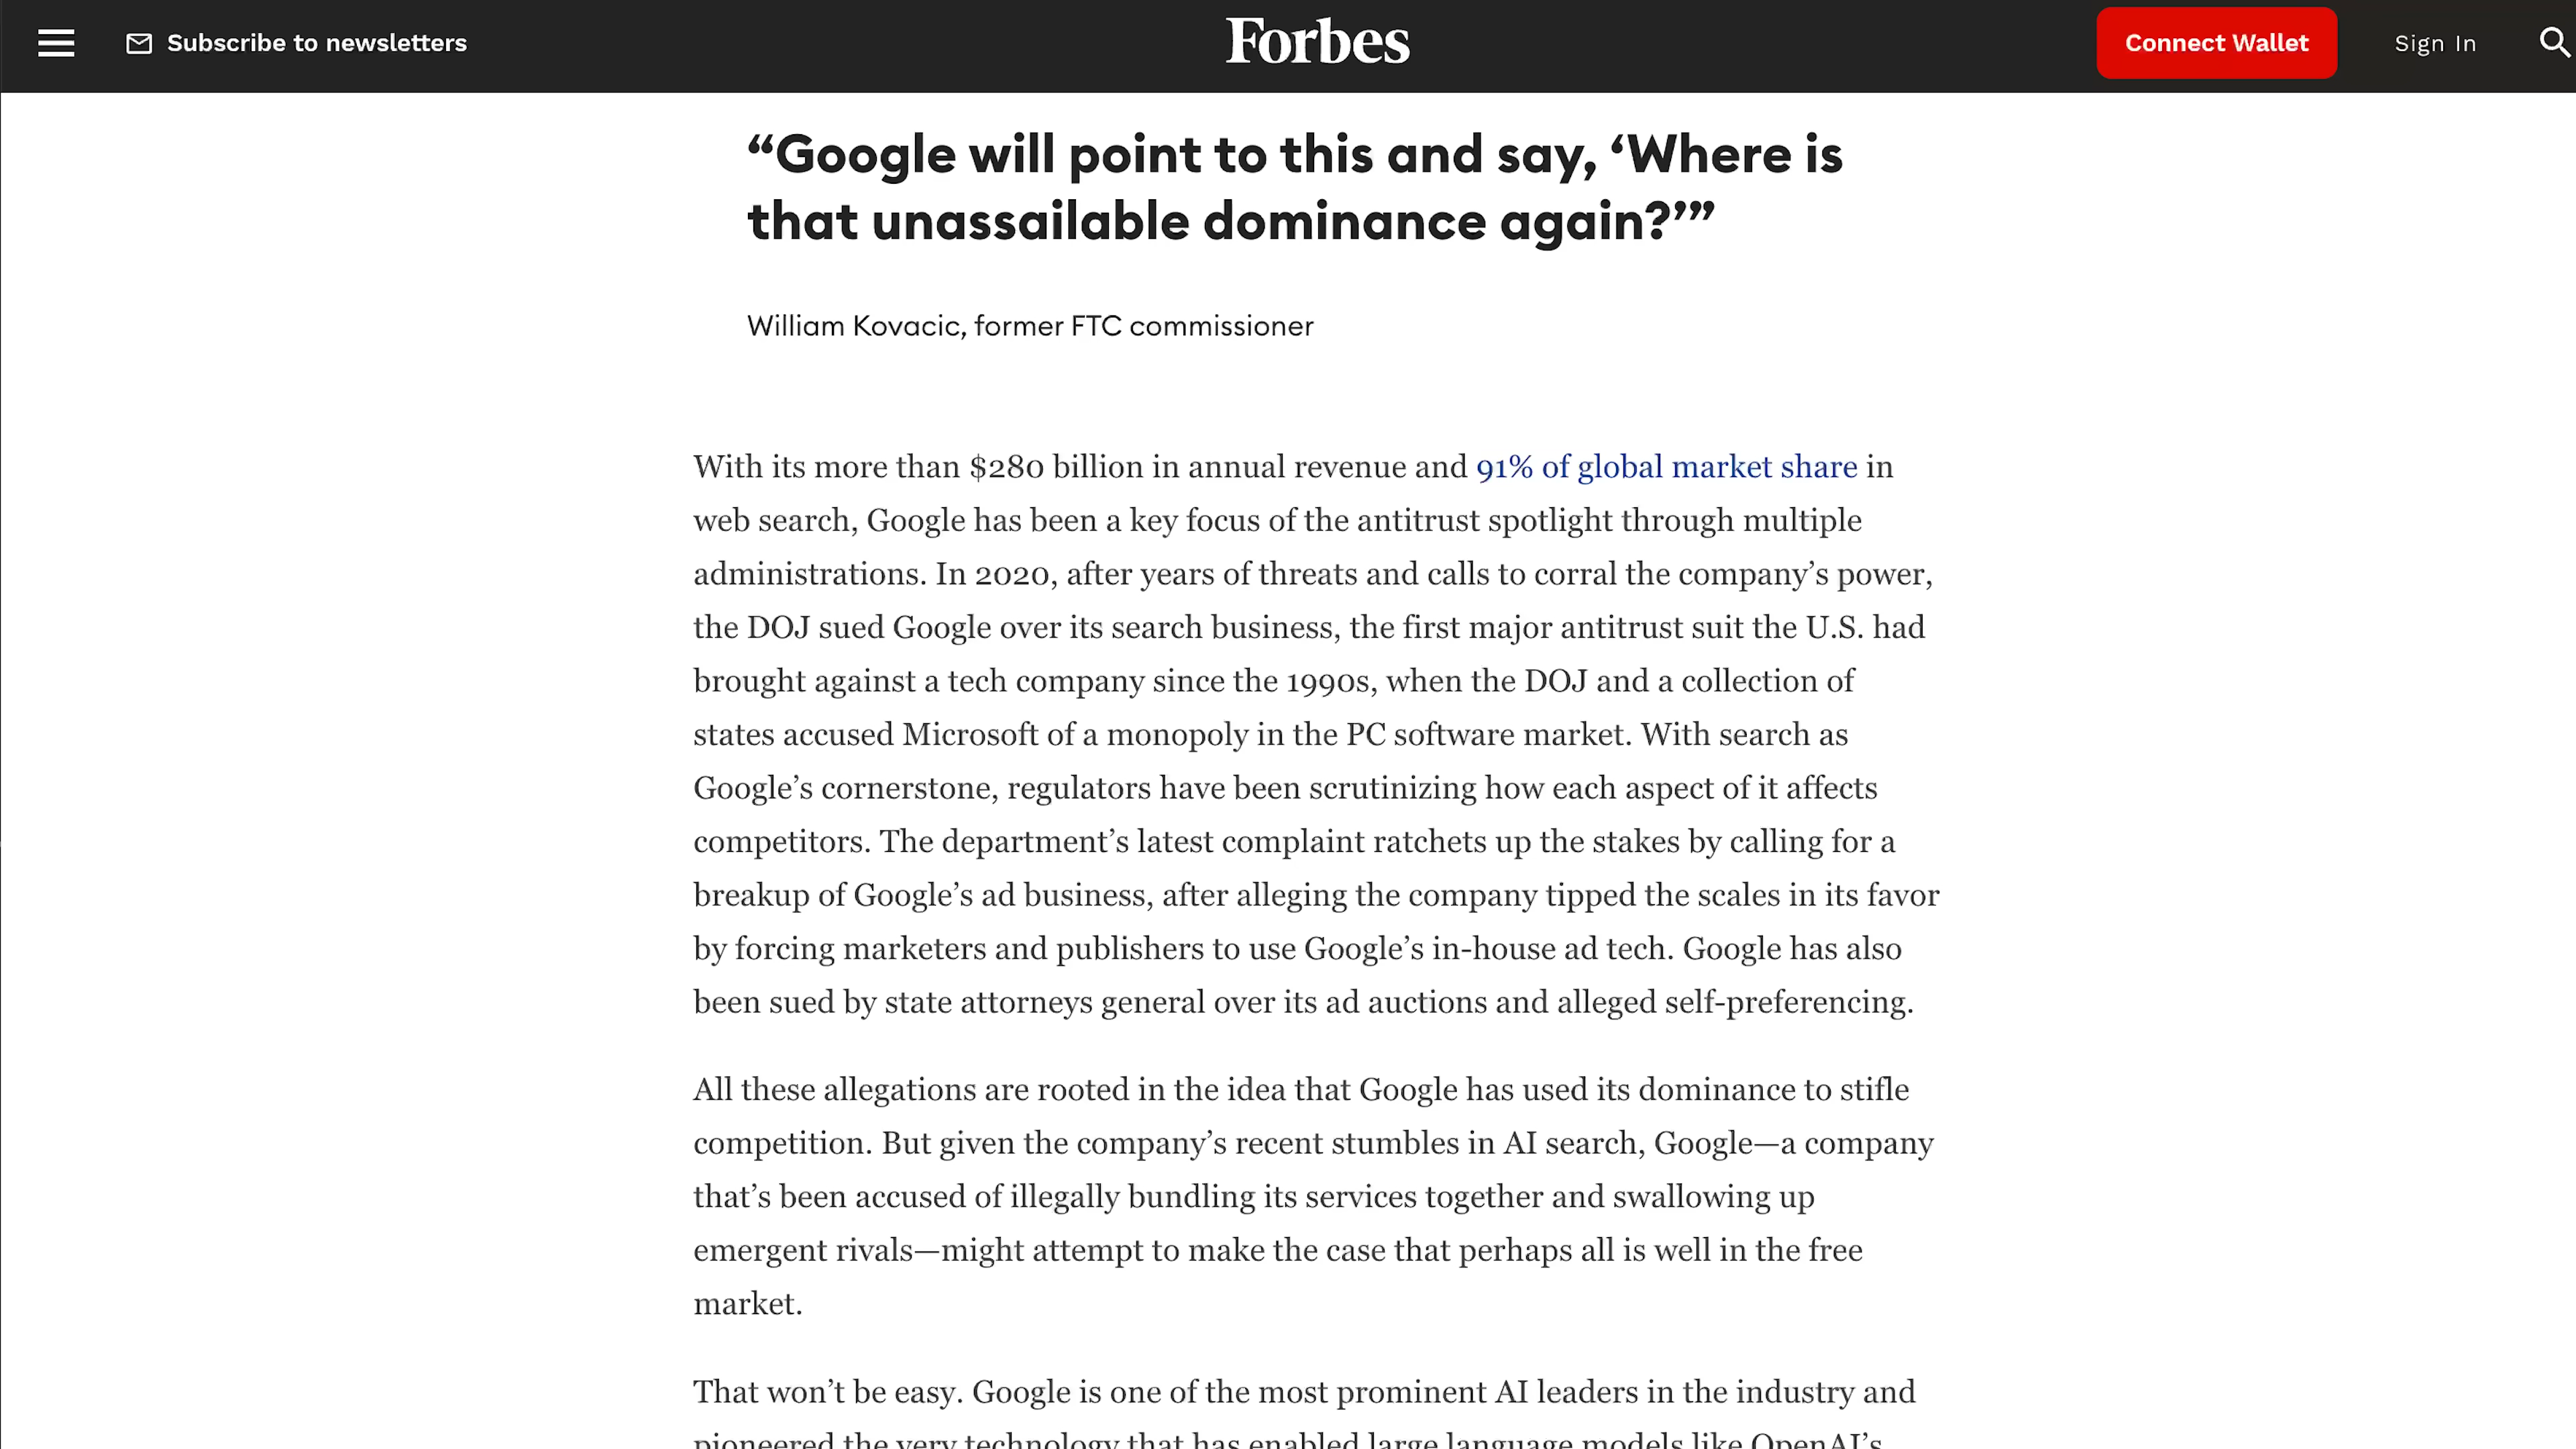 Subscribe to newsletters
Forbes
Connect Wallet
Sign In
“Google will point to this and say, ‘Where is
that unassailable dominance again?’”
William Kovacic, former FTC commissioner
With its more than $280 billion in annual revenue and 91% of global market share in
web search, Google has been a key focus of the antitrust spotlight through multiple
administrations. In 2020, after years of threats and calls to corral the company’s power,
the DOJ sued Google over its search business, the first major antitrust suit the U.S. had
brought against a tech company since the 1990s, when the DOJ and a collection of
states accused Microsoft of a monopoly in the PC software market. With search as
Google’s cornerstone, regulators have been scrutinizing how each aspect of it affects
competitors. The department’s latest complaint ratchets up the stakes by calling for a
breakup of Google’s ad business, after alleging the company tipped the scales in its favor
by forcing marketers and publishers to use Google’s in-house ad tech. Google has also
been sued by state attorneys general over its ad auctions and alleged self-preferencing.
All these allegations are rooted in the idea that Google has used its dominance to stifle
competition. But given the company’s recent stumbles in AI search, Google—a company
that’s been accused of illegally bundling its services together and swallowing up
emergent rivals—might attempt to make the case that perhaps all is well in the free
market.
That won’t be easy. Google is one of the most prominent AI leaders in the industry and
pioneered the very technology that has enabled large language models like OpenAI’s